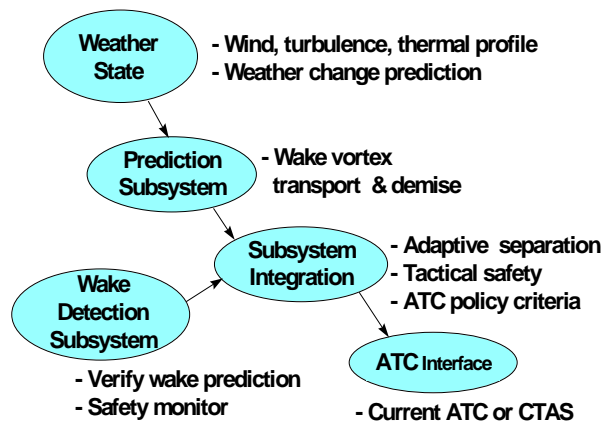 Weather
State
- Wind, turbulence, thermal profile
- Weather change prediction
Prediction
Subsystem
- Wake vortex
transport & demise
Subsystem
Integration
- Adaptive separation
- Tactical safety
- ATC policy criteria
Wake
Detection
Subsystem
- Verify wake prediction
- Safety monitor
ATC Interface
- Current ATC or CTAS